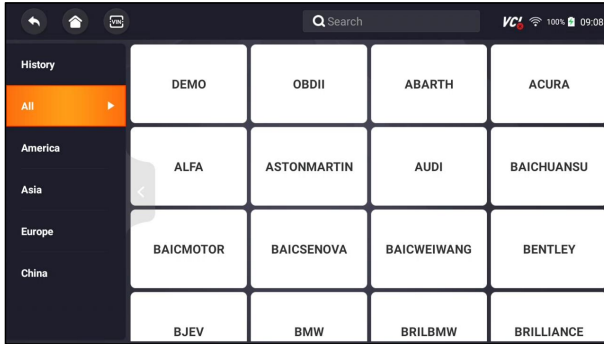 VIN
Search
VCI
100%
09:08
History
All
America
Asia
Europe
China
DEMO OBDII ABARTH ACURA
ALFA ASTONMARTIN AUDI BAICHUANSU
BAICMOTOR BAICSENOVA BAICWEIWANG BENTLEY
BJEV BMW BRILBMW BRILLIANCE